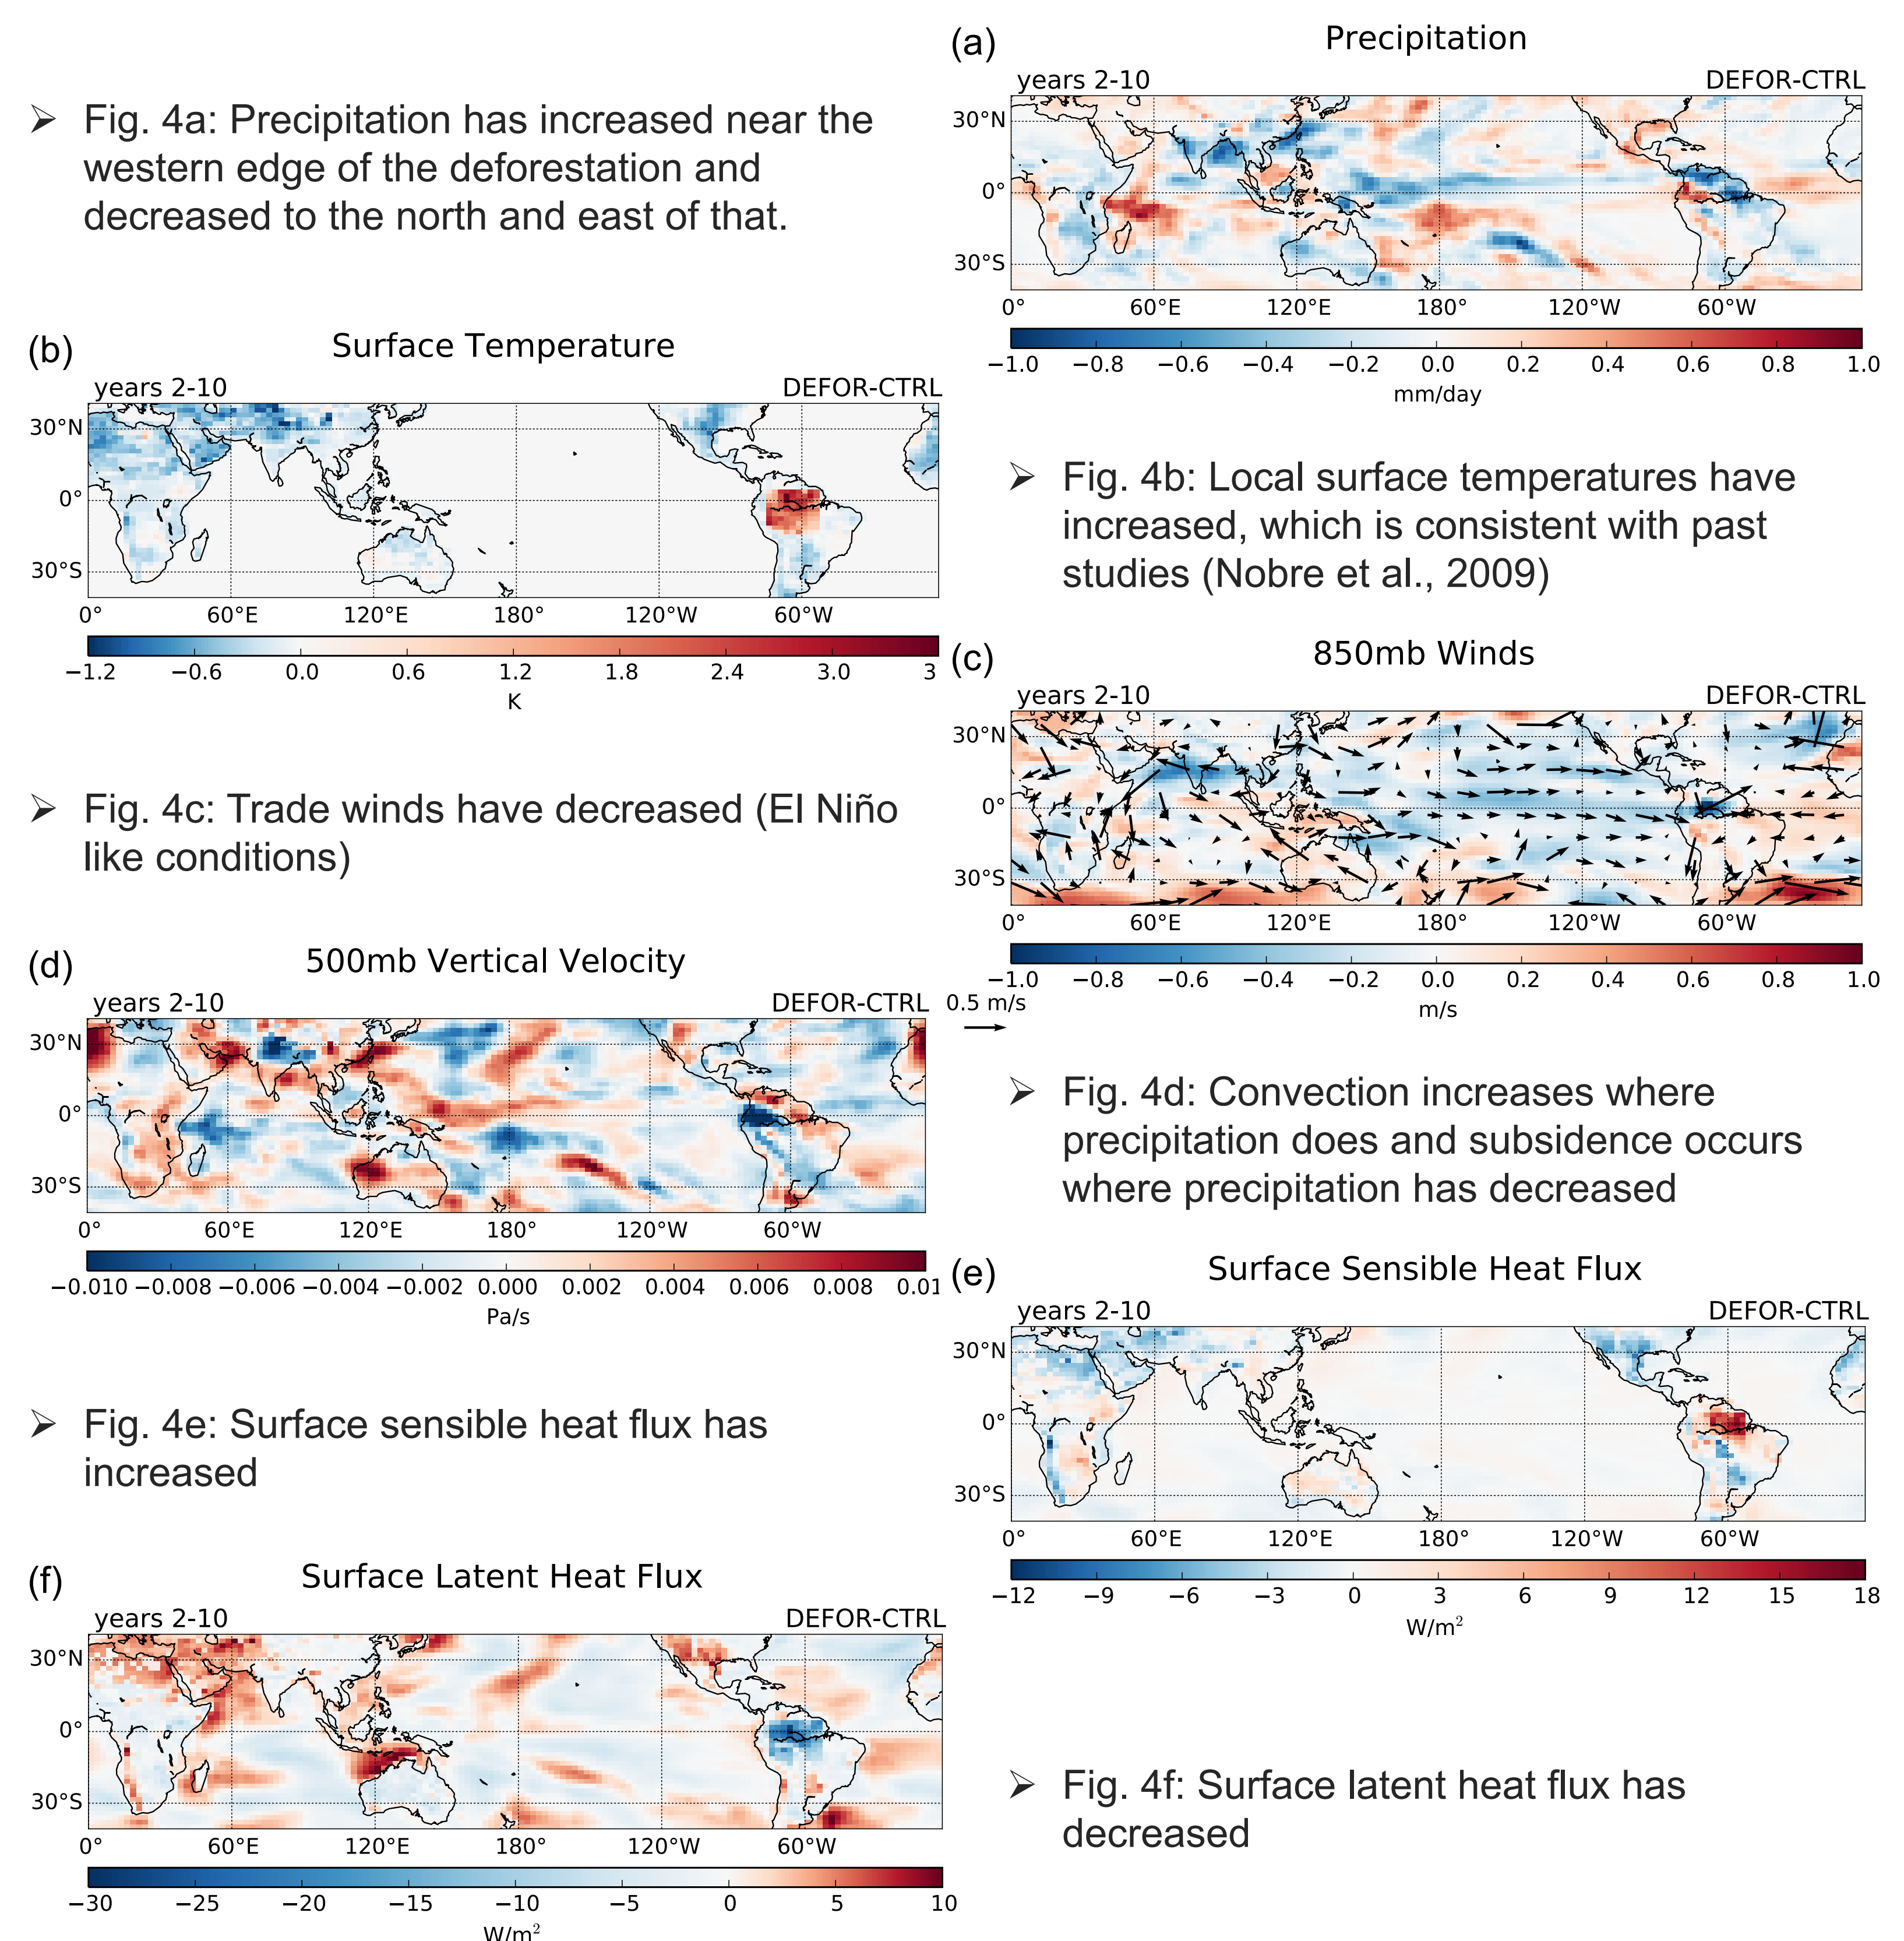 (a)
Precipitation
years 2-10 DEFOR-CTRL
30°N
0°
30°S
0° 60°E 120°E 180° 120°W 60°W
−1.0 −0.8 −0.6 −0.4 −0.2 0.0 0.2 0.4 0.6 0.8 1.0
mm/day
➢ Fig. 4a: Precipitation has increased near the
western edge of the deforestation and
decreased to the north and east of that.
(b)
Surface Temperature
years 2-10 DEFOR-CTRL
30°N
0°
30°S
0° 60°E 120°E 180° 120°W 60°W
−1.2 −0.6 0.0 0.6 1.2 1.8 2.4 3.0 3
K
➢ Fig. 4b: Local surface temperatures have
increased, which is consistent with past
studies (Nobre et al., 2009)
(c)
850mb Winds
years 2-10 DEFOR-CTRL
30°N
0°
30°S
0° 60°E 120°E 180° 120°W 60°W
−1.0 −0.8 −0.6 −0.4 −0.2 0.0 0.2 0.4 0.6 0.8 1.0
m/s
0.5 m/s
➢ Fig. 4c: Trade winds have decreased (El Niño
like conditions)
(d)
500mb Vertical Velocity
years 2-10 DEFOR-CTRL
30°N
0°
30°S
0° 60°E 120°E 180° 120°W 60°W
−0.010 −0.008 −0.006 −0.004 −0.002 0.000 0.002 0.004 0.006 0.008 0.01
Pa/s
➢ Fig. 4d: Convection increases where
precipitation does and subsidence occurs
where precipitation has decreased
(e)
Surface Sensible Heat Flux
years 2-10 DEFOR-CTRL
30°N
0°
30°S
0° 60°E 120°E 180° 120°W 60°W
−12 −9 −6 −3 0 3 6 9 12 15 18
W/m²
➢ Fig. 4e: Surface sensible heat flux has
increased
(f)
Surface Latent Heat Flux
years 2-10 DEFOR-CTRL
30°N
0°
30°S
0° 60°E 120°E 180° 120°W 60°W
−30 −25 −20 −15 −10 −5 0 5 10
W/m²
➢ Fig. 4f: Surface latent heat flux has
decreased